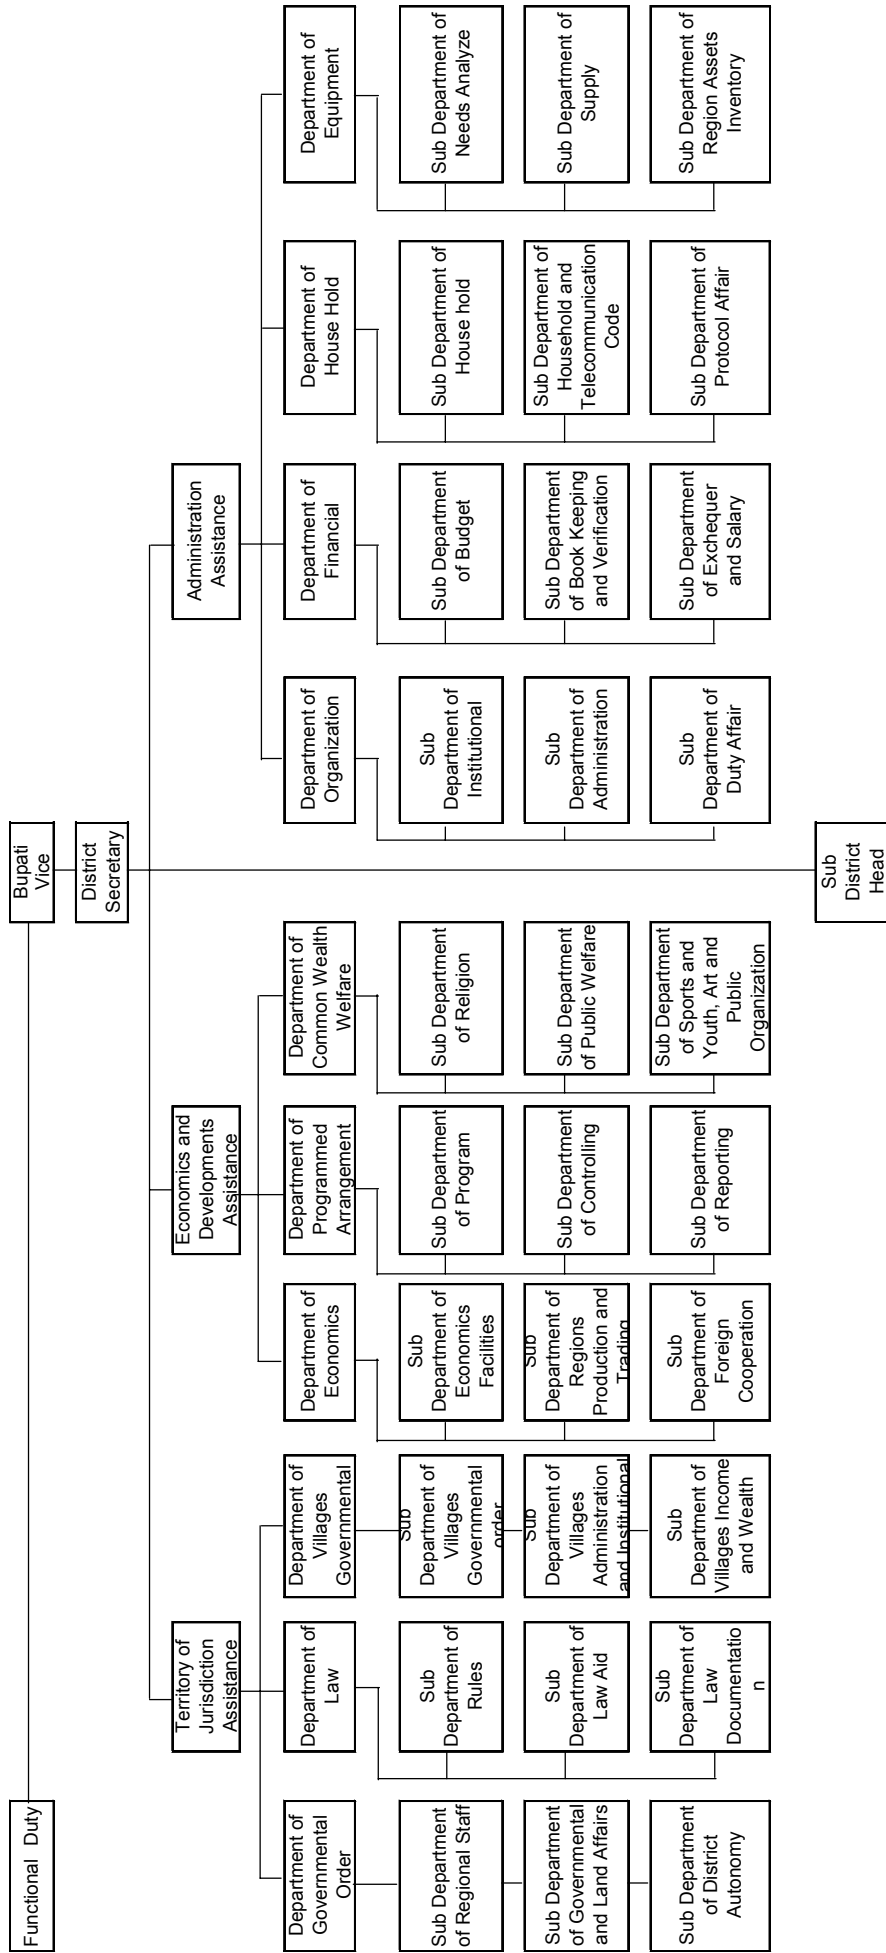 Functional Duty
Bupati
Vice
District
Secretary
Territory of
Jurisdiction
Assistance
Economics and
Developments
Assistance
Administration
Assistance
Department of
Governmental
Order
Department of
Law
Department of
Villages
Governmental
Department of
Economics
Department of
Programmed
Arrangement
Department of
Common Wealth
Welfare
Department of
Organization
Department of
Financial
Department of
House Hold
Department of
Equipment
Sub Department
of Regional Staff
Sub
Department of
Rules
Sub
Department of
Villages
Governmental
order
Sub
Department of
Economics
Facilities
Sub Department
of Program
Sub Department
of Religion
Sub
Department of
Institutional
Sub Department
of Budget
Sub Department of
House hold
Sub Department of
Needs Analyze
Sub Department
of Governmental
and Land Affairs
Sub
Department of
Law Aid
Sub
Department of
Villages
Administration
and Institutional
Sub
Department of
Regions
Production and
Trading
Sub Department
of Controlling
Sub Department
of Public Welfare
Sub
Department of
Administration
Sub Department
of Book Keeping
and Verification
Sub Department of
Household and
Telecommunication
Code
Sub Department of
Supply
Sub Department
of District
Autonomy
Sub
Department of
Law
Documentatio
n
Sub
Department of
Villages Income
and Wealth
Sub
Department of
Foreign
Cooperation
Sub Department
of Reporting
Sub Department
of Sports and
Youth, Art and
Public
Organization
Sub
Department of
Duty Affair
Sub Department
of Exchequer
and Salary
Sub Department of
Protocol Affair
Sub Department of
Region Assets
Inventory
Sub
District
Head